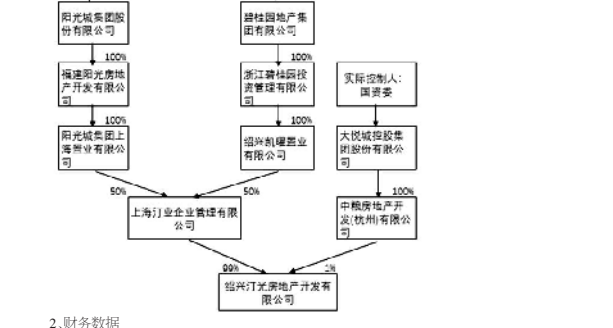 阳光城集团股
份有限公司
碧桂园地产集
团有限公司
100%
100%
福建阳光房地
产开发有限公
司
浙江碧桂园投
资管理有限公
司
实际控制人:
国资委
100%
100%
阳光城集团上
海置业有限公
司
绍兴凯曜置业
有限公司
大悦城控股集
团股份有限公
司
50%
50%
100%
上海汀业企业管理有限
公司
中粮房地产开
发(杭州)有限公
司
99%
1%
绍兴汀光房地产开发有
限公司
2、财务数据